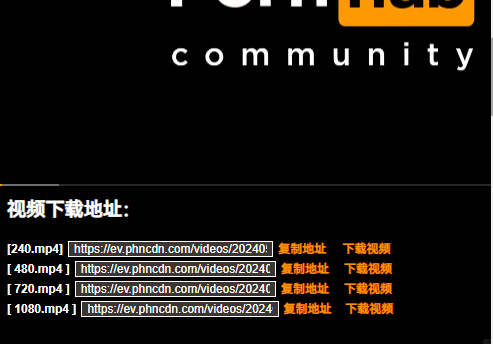 hub
community
视频下载地址：
[240.mp4] https://ev.phncdn.com/videos/20240 复制地址 下载视频
[ 480.mp4 ] https://ev.phncdn.com/videos/2024 复制地址 下载视频
[ 720.mp4 ] https://ev.phncdn.com/videos/2024 复制地址 下载视频
[ 1080.mp4 ] https://ev.phncdn.com/videos/2024 复制地址 下载视频